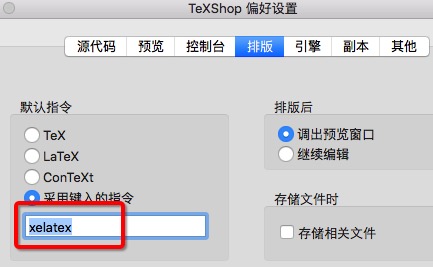 TeXShop 偏好设置
源代码 预览 控制台 排版 引擎 副本 其他
默认指令
TeX
LaTeX
ConTeXt
采用键入的指令
xelatex
排版后
调出预览窗口
继续编辑
存储文件时
存储相关文件